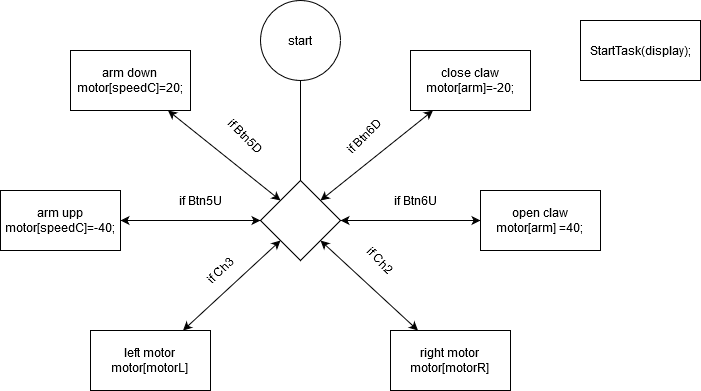 start
StartTask(display);
arm down
motor[speedC]=20;
close claw
motor[arm]=-20;
if Btn5D
if Btn6D
arm upp
motor[speedC]=-40;
if Btn5U
if Btn6U
open claw
motor[arm] =40;
if Ch3
if Ch2
left motor
motor[motorL]
right motor
motor[motorR]